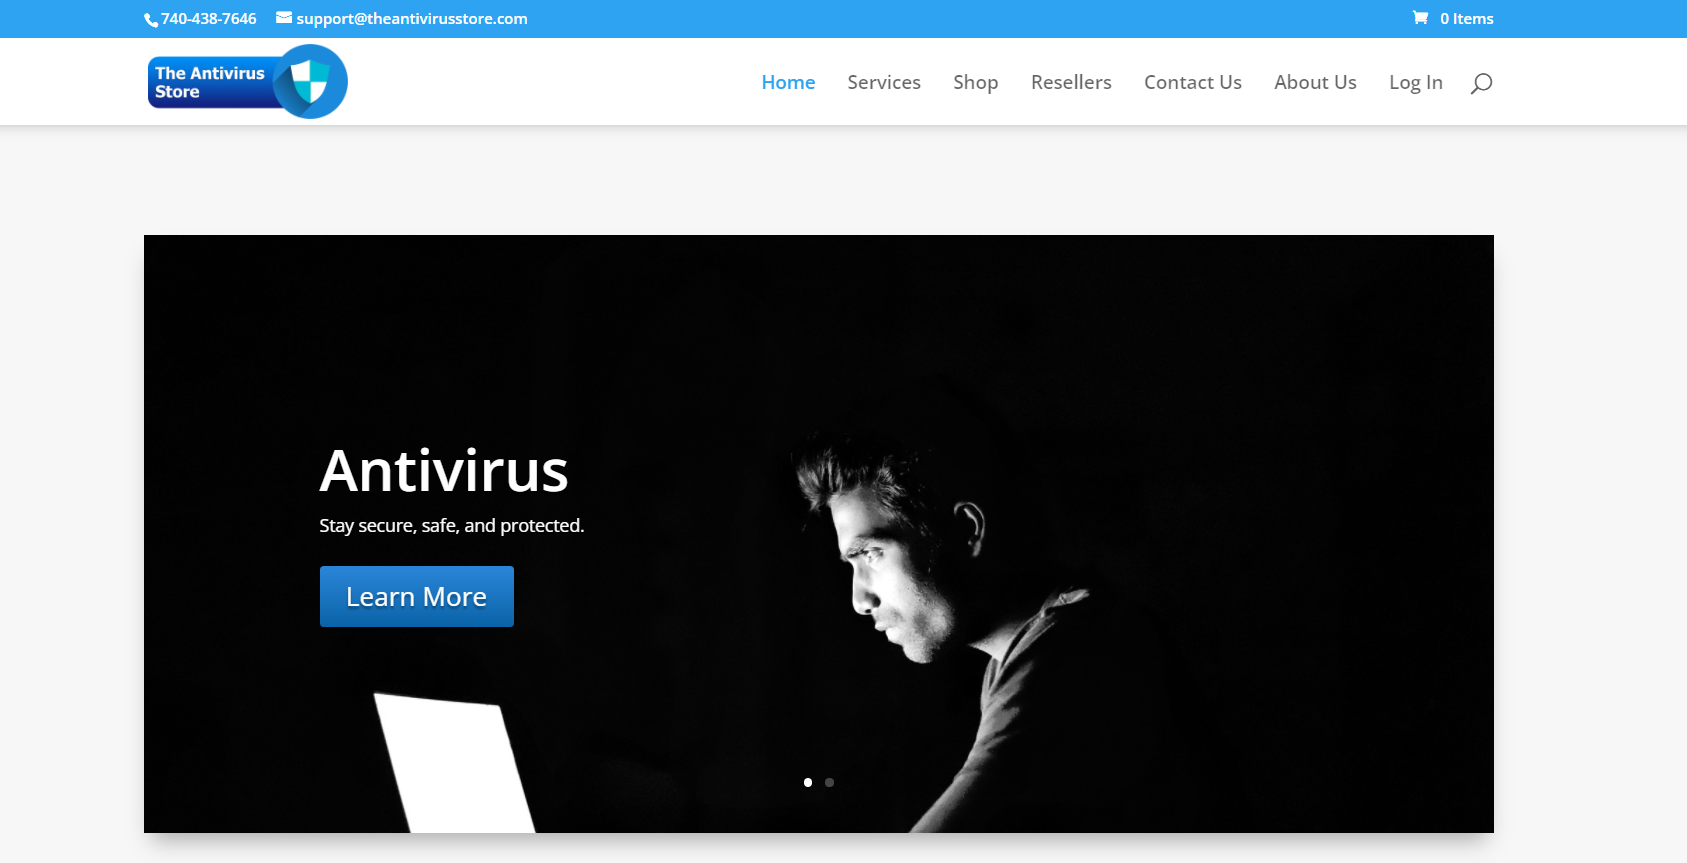 740-438-7646 support@theantivirusstore.com 0 Items
The Antivirus
Store
Home Services Shop Resellers Contact Us About Us Log In
Antivirus
Stay secure, safe, and protected.
Learn More